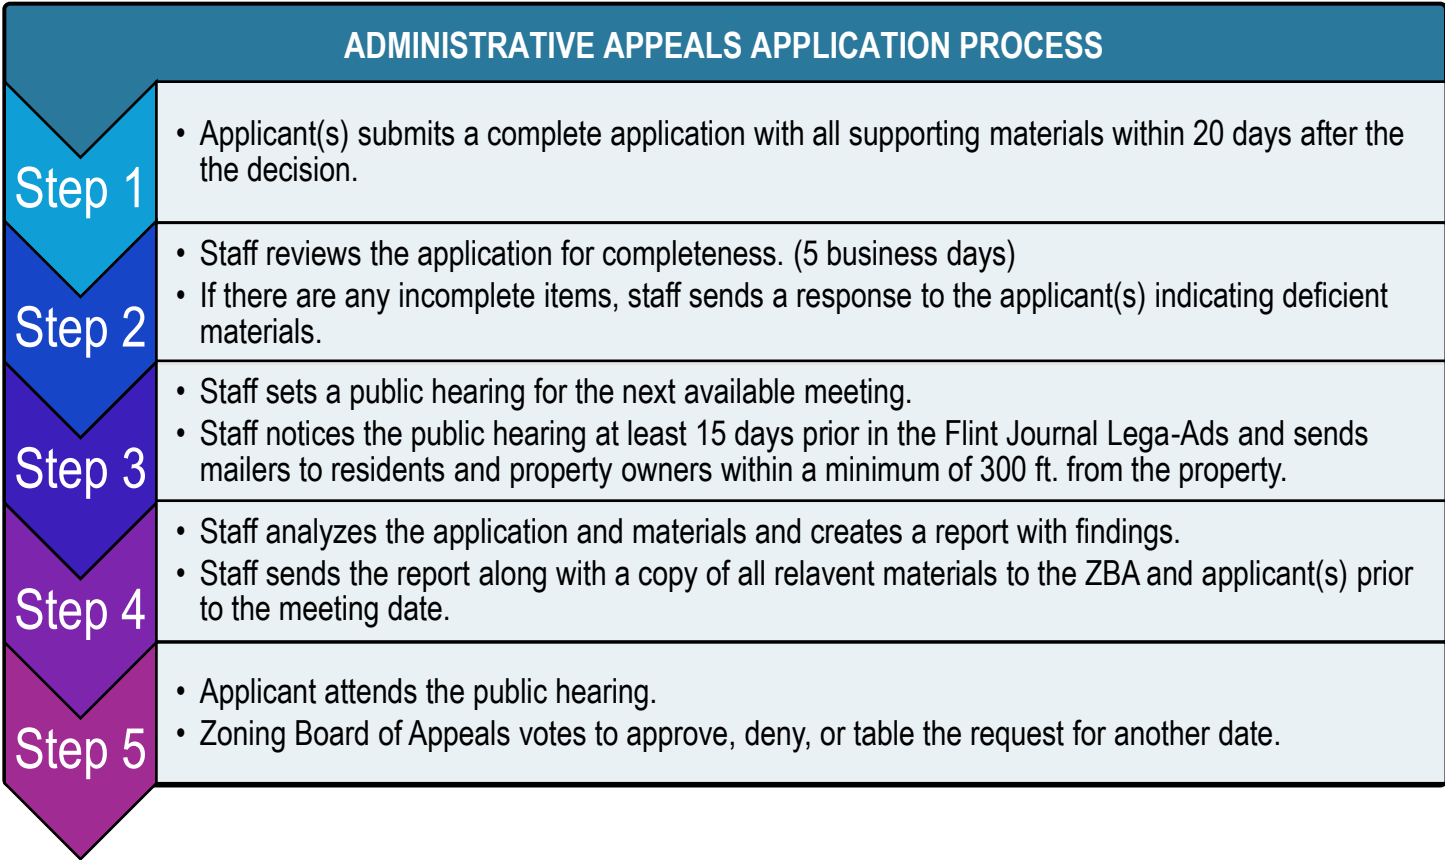 ADMINISTRATIVE APPEALS APPLICATION PROCESS
Step 1
• Applicant(s) submits a complete application with all supporting materials within 20 days after the
the decision.
Step 2
• Staff reviews the application for completeness. (5 business days)
• If there are any incomplete items, staff sends a response to the applicant(s) indicating deficient
materials.
Step 3
• Staff sets a public hearing for the next available meeting.
• Staff notices the public hearing at least 15 days prior in the Flint Journal Lega-Ads and sends
mailers to residents and property owners within a minimum of 300 ft. from the property.
Step 4
• Staff analyzes the application and materials and creates a report with findings.
• Staff sends the report along with a copy of all relavent materials to the ZBA and applicant(s) prior
to the meeting date.
Step 5
• Applicant attends the public hearing.
• Zoning Board of Appeals votes to approve, deny, or table the request for another date.